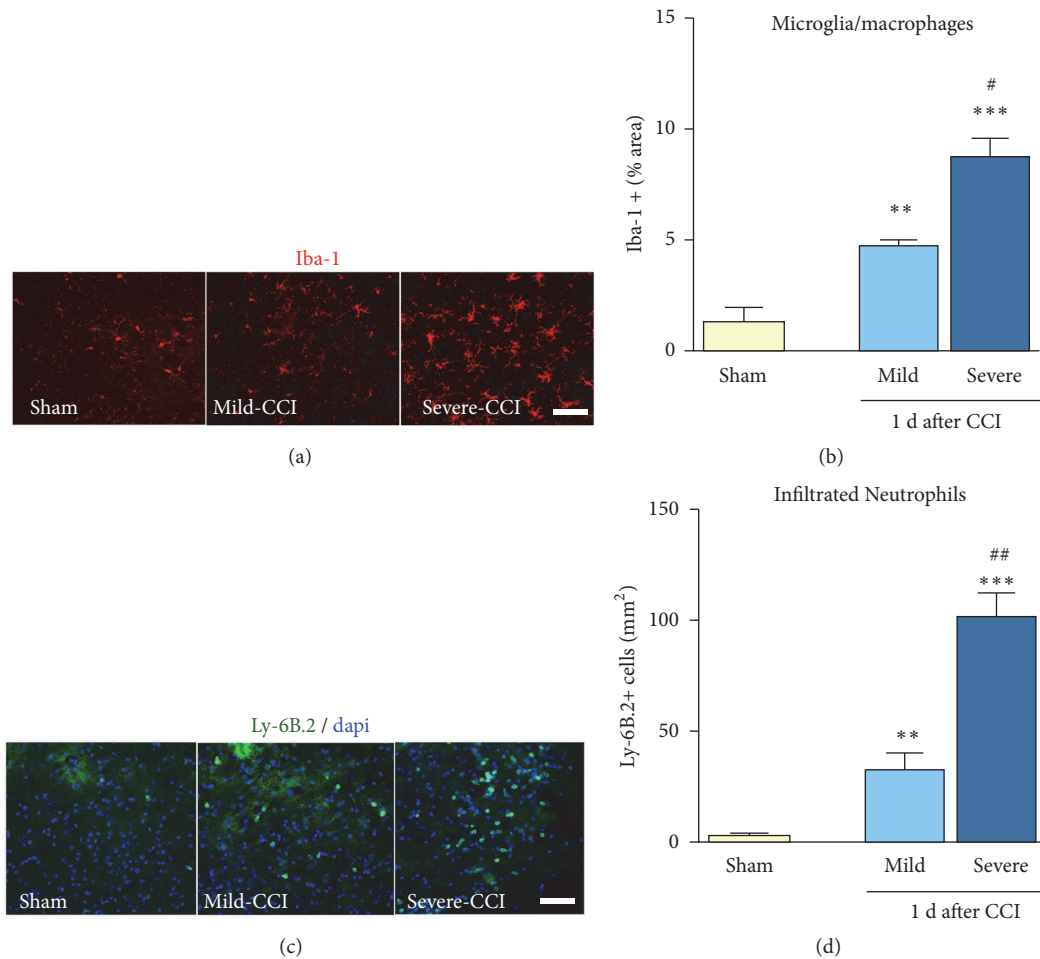 Iba-1
Sham
Mild-CCI
Severe-CCI
(a)
Microglia/macrophages
Iba-1 + (% area)
15
10
5
0
**
#
***
Sham
Mild
Severe
1 d after CCI
(b)
Ly-6B.2 / dapi
Sham
Mild-CCI
Severe-CCI
(c)
Infiltrated Neutrophils
Ly-6B.2+ cells (mm²)
150
100
50
0
**
##
***
Sham
Mild
Severe
1 d after CCI
(d)